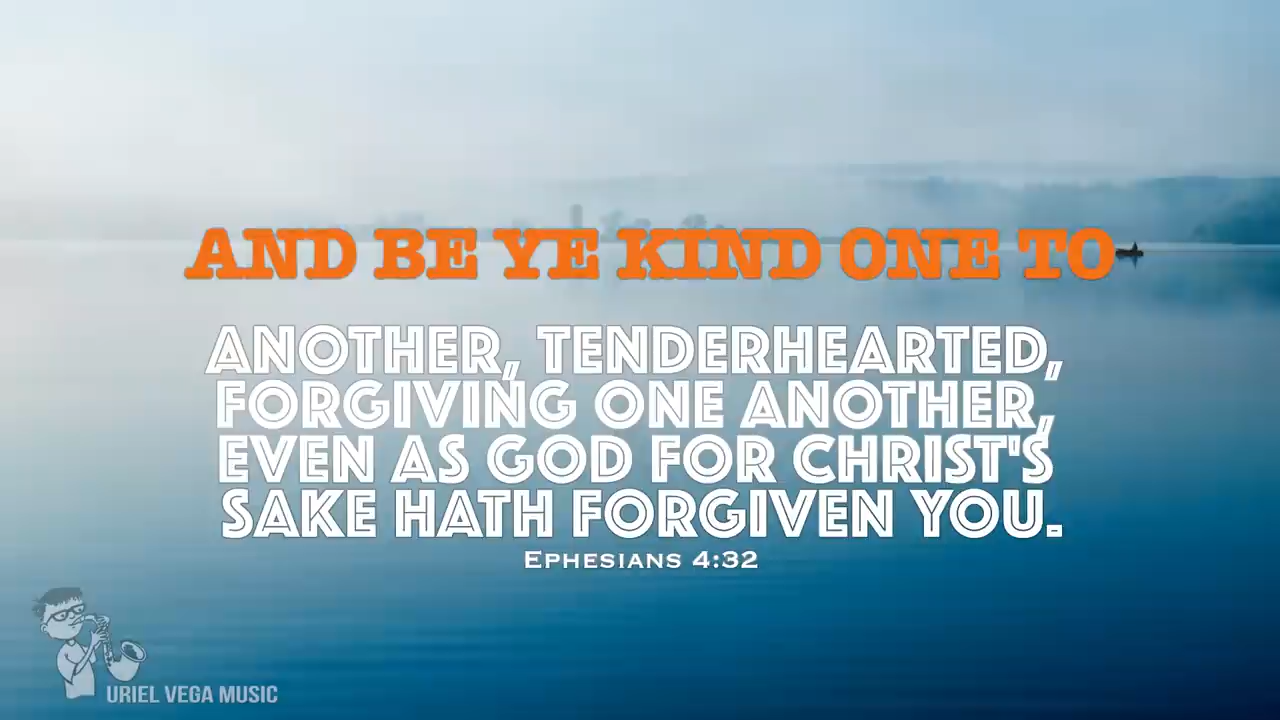 AND BE YE KIND ONE TO
ANOTHER, TENDERHEARTED,
FORGIVING ONE ANOTHER,
EVEN AS GOD FOR CHRIST'S
SAKE HATH FORGIVEN YOU.
EPHESIANS 4:32
URIEL VEGA MUSIC